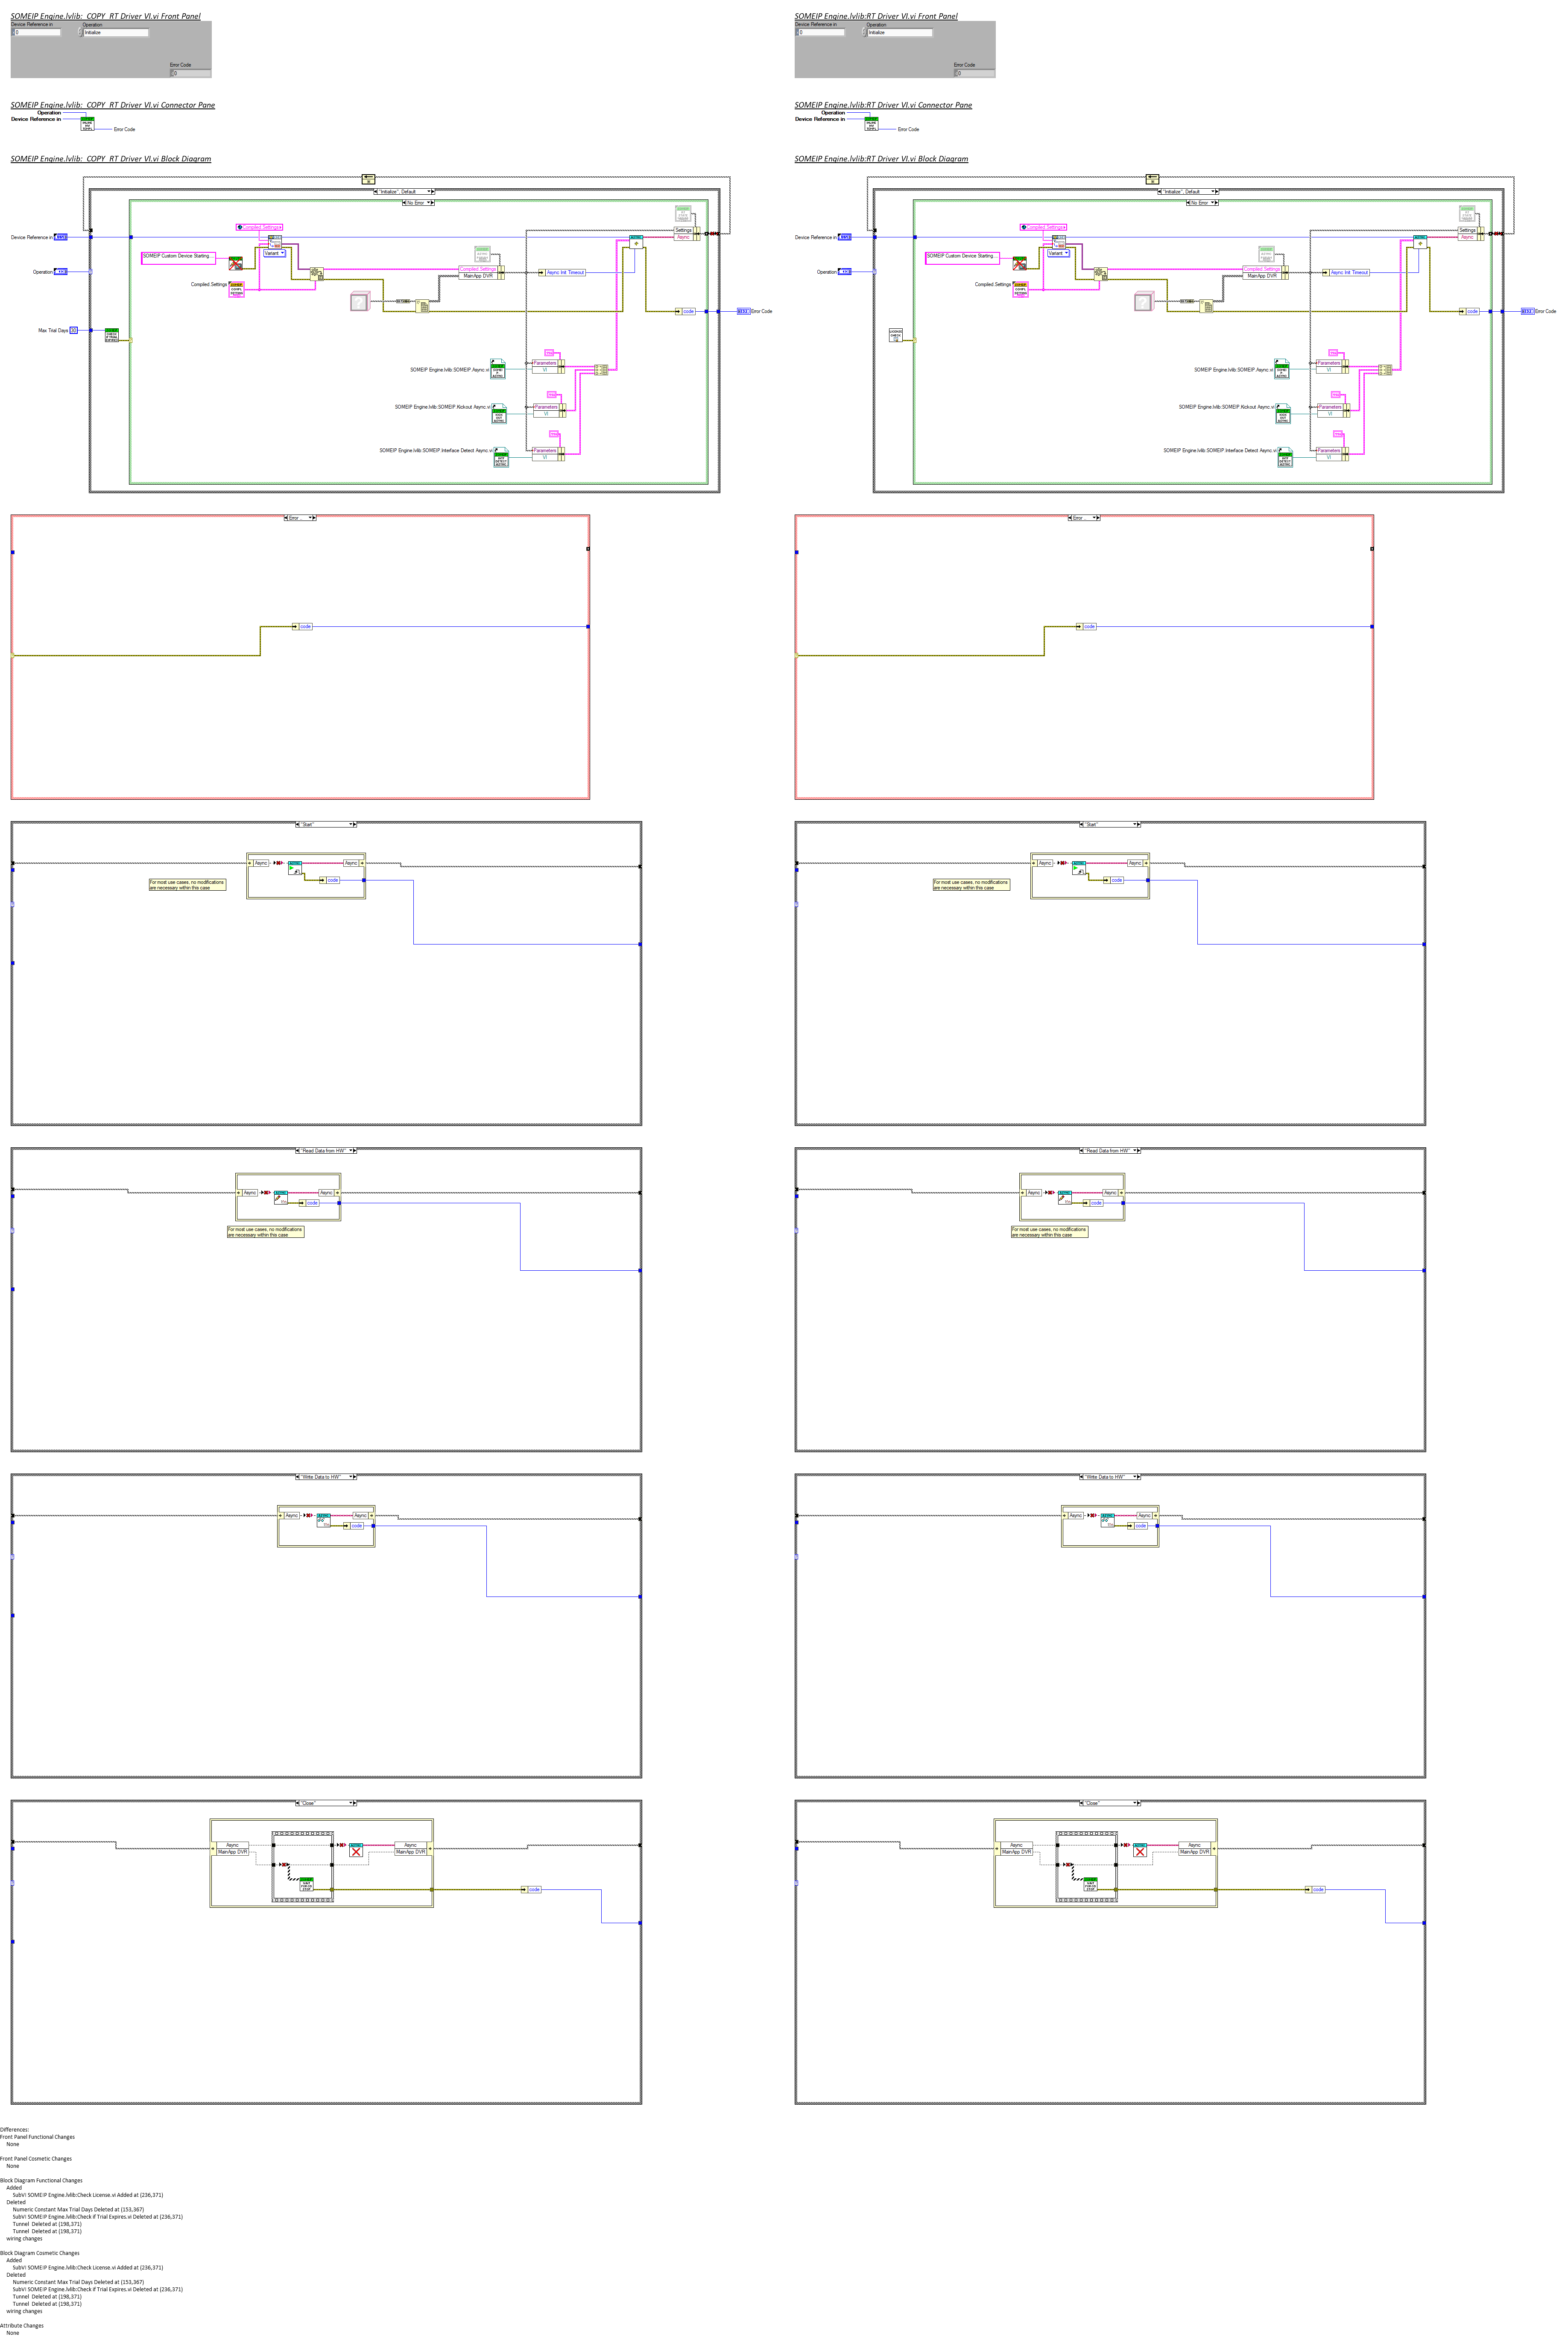 SOMEIP Engine.lvlib:_COPY_RT Driver VI.vi Front Panel
Device Reference in
Operation
0
Initialize
Error Code
0
SOMEIP Engine.lvlib:_COPY_RT Driver VI.vi Connector Pane
Operation
Device Reference in
Error Code
SOMEIP Engine.lvlib:_COPY_RT Driver VI.vi Block Diagram
"Initialize", Default
No Error
Settings
Async
Device Reference in
Compiled Settings
Variant
SOMEIP Custom Device Starting...
Operation
Compiled Settings
MainApp DVR
Async Init Timeout
Compiled Settings
code
Error Code
Max Trial Days
30
Parameters
VI
SOMEIP Engine.lvlib:SOMEIP Async.vi
Parameters
VI
SOMEIP Engine.lvlib:SOMEIP Kickout Async.vi
Parameters
VI
SOMEIP Engine.lvlib:SOMEIP Interface Detect Async.vi
Error
code
"Start"
Async
Async
code
For most use cases, no modifications
are necessary within this case
"Read Data from HW"
Async
Async
code
For most use cases, no modifications
are necessary within this case
"Write Data to HW"
Async
Async
code
"Close"
Async
MainApp DVR
Async
MainApp DVR
code
SOMEIP Engine.lvlib:RT Driver VI.vi Front Panel
Device Reference in
Operation
0
Initialize
Error Code
0
SOMEIP Engine.lvlib:RT Driver VI.vi Connector Pane
Operation
Device Reference in
Error Code
SOMEIP Engine.lvlib:RT Driver VI.vi Block Diagram
"Initialize", Default
No Error
Settings
Async
Device Reference in
Compiled Settings
Variant
SOMEIP Custom Device Starting...
Operation
Compiled Settings
MainApp DVR
Async Init Timeout
Compiled Settings
code
Error Code
Parameters
VI
SOMEIP Engine.lvlib:SOMEIP Async.vi
Parameters
VI
SOMEIP Engine.lvlib:SOMEIP Kickout Async.vi
Parameters
VI
SOMEIP Engine.lvlib:SOMEIP Interface Detect Async.vi
Error
code
"Start"
Async
Async
code
For most use cases, no modifications
are necessary within this case
"Read Data from HW"
Async
Async
code
For most use cases, no modifications
are necessary within this case
"Write Data to HW"
Async
Async
code
"Close"
Async
MainApp DVR
Async
MainApp DVR
code
Differences:
Front Panel Functional Changes
None
Front Panel Cosmetic Changes
None
Block Diagram Functional Changes
Added
SubVI SOMEIP Engine.lvlib:Check License.vi Added at (236,371)
Deleted
Numeric Constant Max Trial Days Deleted at (153,367)
SubVI SOMEIP Engine.lvlib:Check if Trial Expires.vi Deleted at (236,371)
Tunnel  Deleted at (198,371)
Tunnel  Deleted at (198,371)
wiring changes
Block Diagram Cosmetic Changes
Added
SubVI SOMEIP Engine.lvlib:Check License.vi Added at (236,371)
Deleted
Numeric Constant Max Trial Days Deleted at (153,367)
SubVI SOMEIP Engine.lvlib:Check if Trial Expires.vi Deleted at (236,371)
Tunnel  Deleted at (198,371)
Tunnel  Deleted at (198,371)
wiring changes
Attribute Changes
None